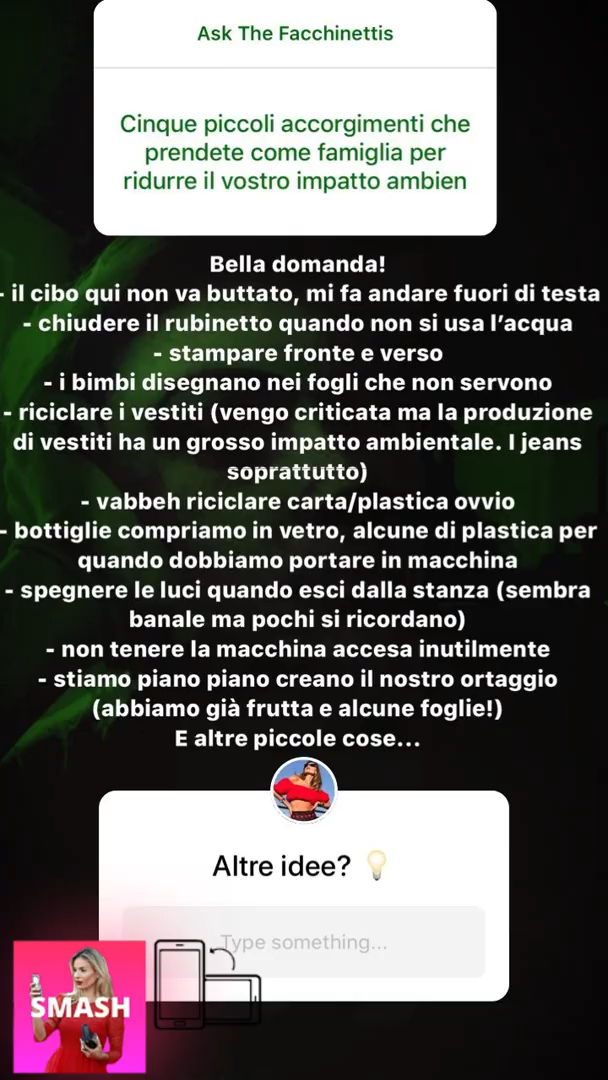 Ask The Facchinettis
Cinque piccoli accorgimenti che
prendete come famiglia per
ridurre il vostro impatto ambien
Bella domanda!
- il cibo qui non va buttato, mi fa andare fuori di testa
- chiudere il rubinetto quando non si usa l’acqua
- stampare fronte e verso
- i bimbi disegnano nei fogli che non servono
- riciclare i vestiti (vengo criticata ma la produzione
di vestiti ha un grosso impatto ambientale. I jeans
soprattutto)
- vabbeh riciclare carta/plastica ovvio
- bottiglie compriamo in vetro, alcune di plastica per
quando dobbiamo portare in macchina
- spegnere le luci quando esci dalla stanza (sembra
banale ma pochi si ricordano)
- non tenere la macchina accesa inutilmente
- stiamo piano piano creano il nostro ortaggio
(abbiamo già frutta e alcune foglie!)
E altre piccole cose...
Altre idee? 💡
Type something...
SMASH